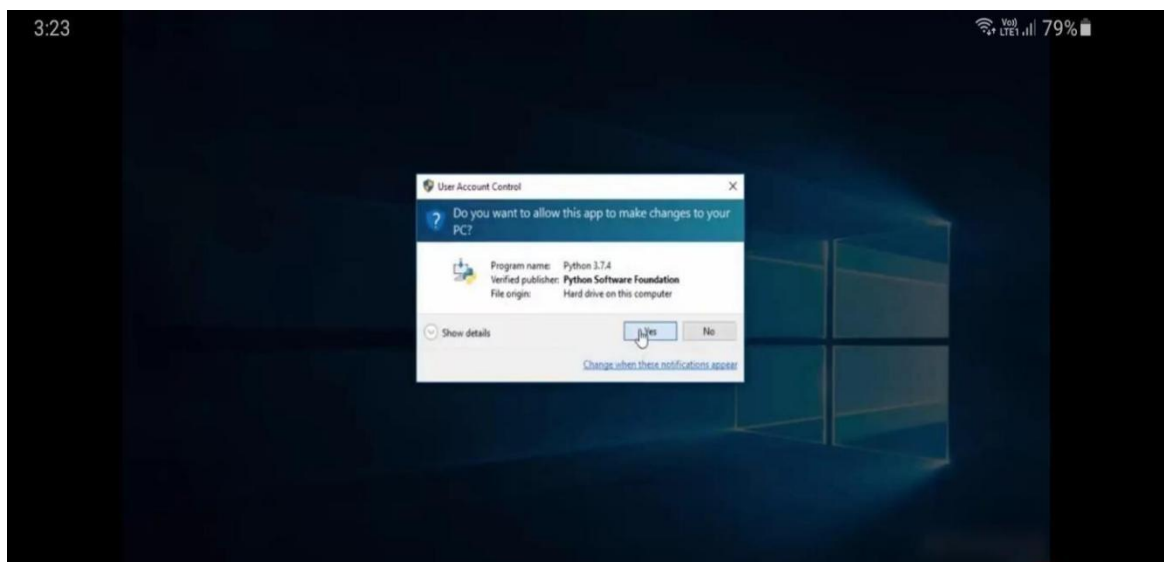 3:23
Vo)) LTE1 79%
User Account Control
Do you want to allow this app to make changes to your
PC?
Program name: Python 3.7.4
Verified publisher: Python Software Foundation
File origin: Hard drive on this computer
Show details
Yes No
Change when these notifications appear